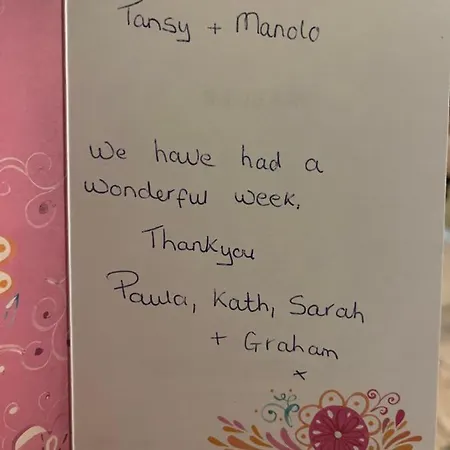 Tansy + Manolo
We have had a
wonderful week,
Thankyou
Paula, Kath, Sarah
+ Graham
x